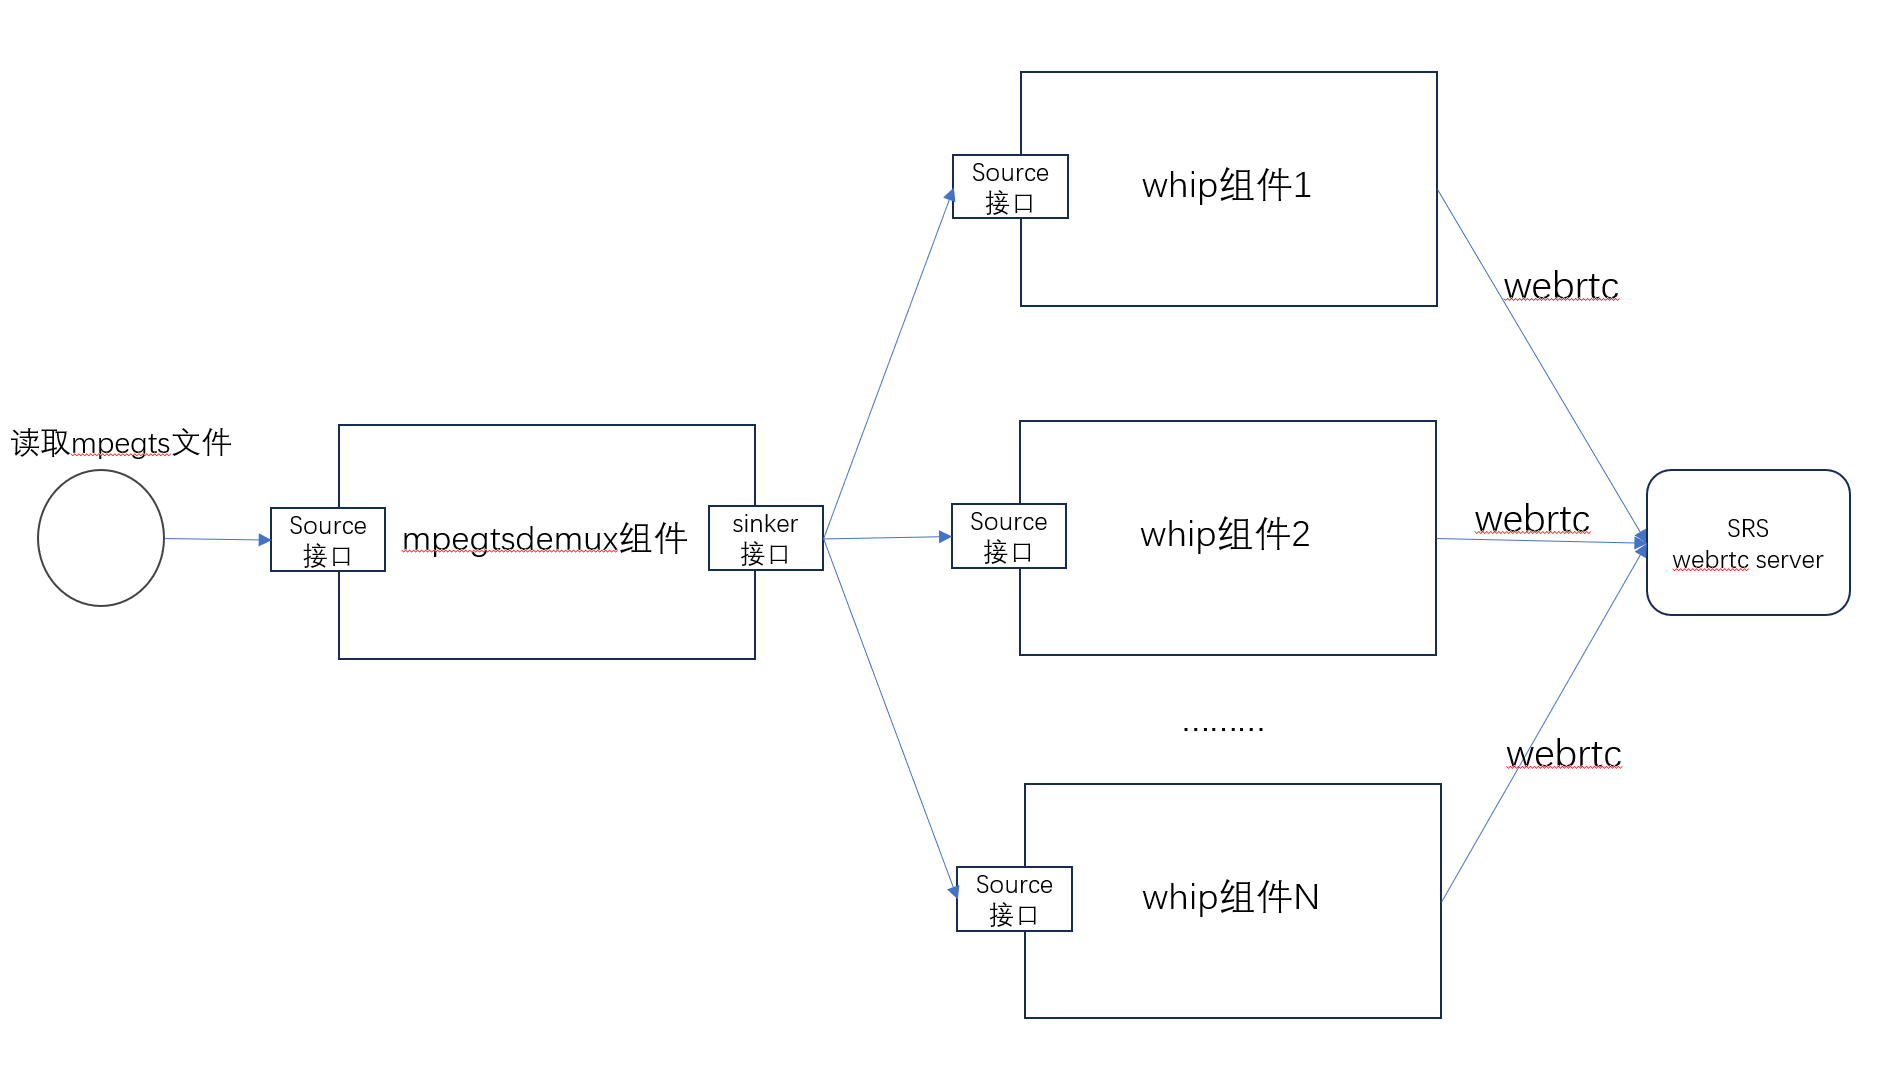 读取mpegts文件
Source
接口
mpegtsdemux组件
sinker
接口
Source
接口
whip组件1
webrtc
Source
接口
whip组件2
webrtc
.........
Source
接口
whip组件N
webrtc
SRS
webrtc server